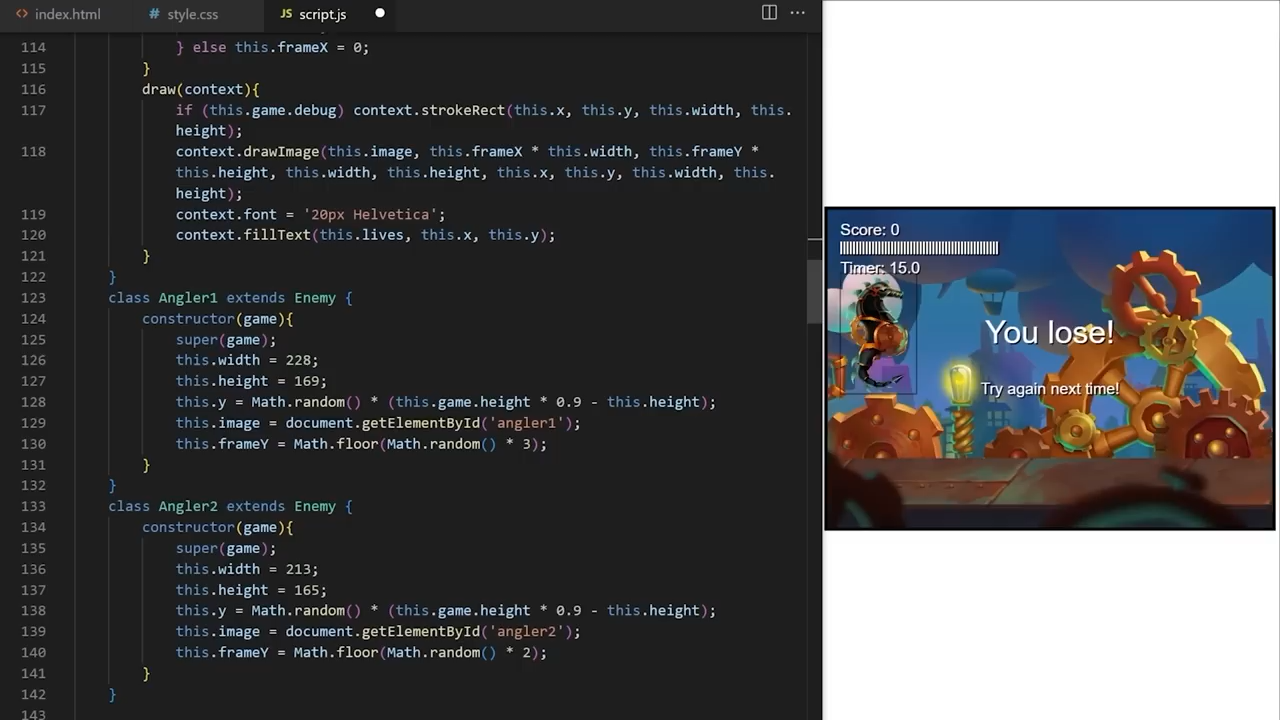 index.html
# style.css
JS script.js
114 } else this.frameX = 0;
115 }
116 draw(context){
117 if (this.game.debug) context.strokeRect(this.x, this.y, this.width, this.
height);
118 context.drawImage(this.image, this.frameX * this.width, this.frameY *
this.height, this.width, this.height, this.x, this.y, this.width, this.
height);
119 context.font = '20px Helvetica';
120 context.fillText(this.lives, this.x, this.y);
121 }
122 }
123 class Angler1 extends Enemy {
124 constructor(game){
125 super(game);
126 this.width = 228;
127 this.height = 169;
128 this.y = Math.random() * (this.game.height * 0.9 - this.height);
129 this.image = document.getElementById('angler1');
130 this.frameY = Math.floor(Math.random() * 3);
131 }
132 }
133 class Angler2 extends Enemy {
134 constructor(game){
135 super(game);
136 this.width = 213;
137 this.height = 165;
138 this.y = Math.random() * (this.game.height * 0.9 - this.height);
139 this.image = document.getElementById('angler2');
140 this.frameY = Math.floor(Math.random() * 2);
141 }
142 }
143
Score: 0
Timer: 15.0
You lose!
Try again next time!